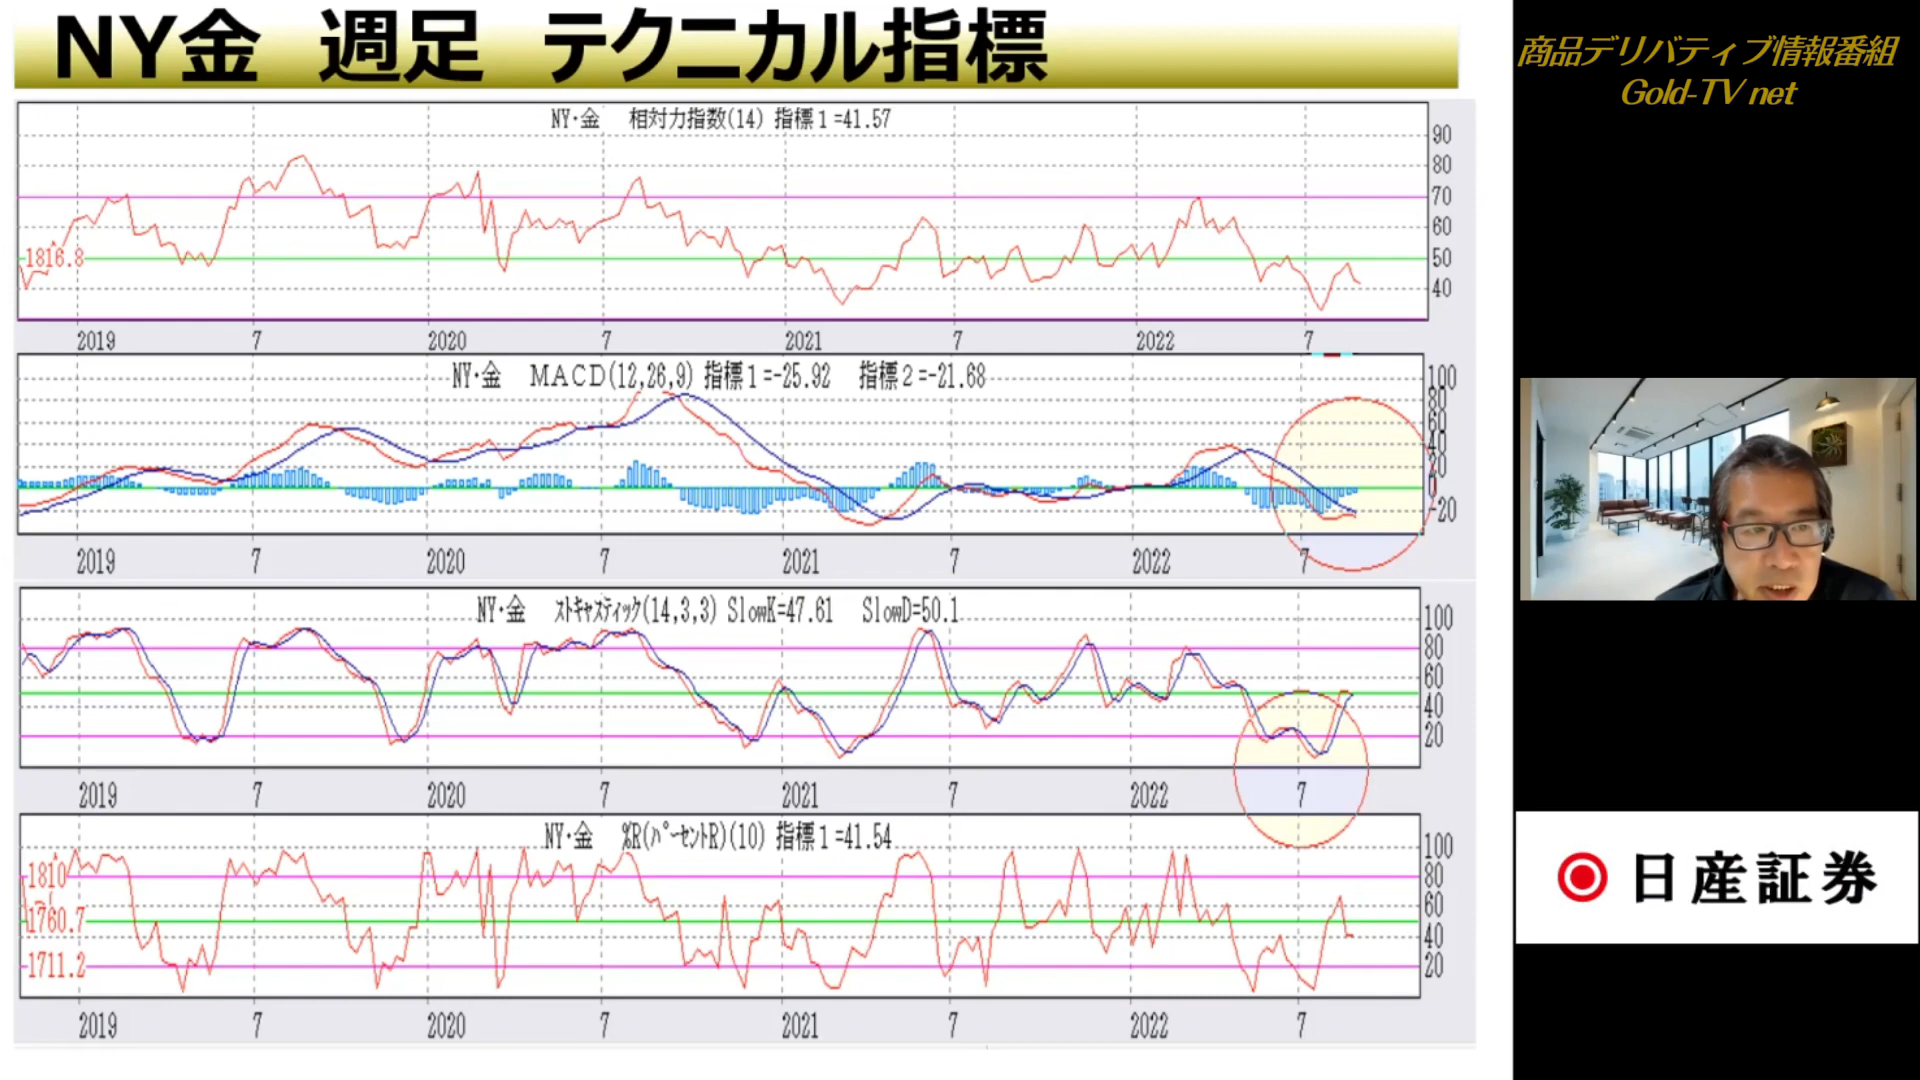 NY金 週足 テクニカル指標
商品デリバティブ情報番組
Gold-TV net
NY・金 相対力指数(14) 指標1=41.57
90
80
70
60
50
40
1816.8
2019 7 2020 7 2021 7 2022 7
NY・金 MACD(12,26,9) 指標1=-25.92 指標2=-21.68
100
80
60
40
20
0
-20
2019 7 2020 7 2021 7 2022 7
NY・金 ストキャスティック(14,3,3) SlowK=47.61 SlowD=50.1
100
80
60
40
20
2019 7 2020 7 2021 7 2022 7
NY・金 %R(パーセントR)(10) 指標1=41.54
100
80
60
40
20
1810
1760.7
1711.2
2019 7 2020 7 2021 7 2022 7
日産証券